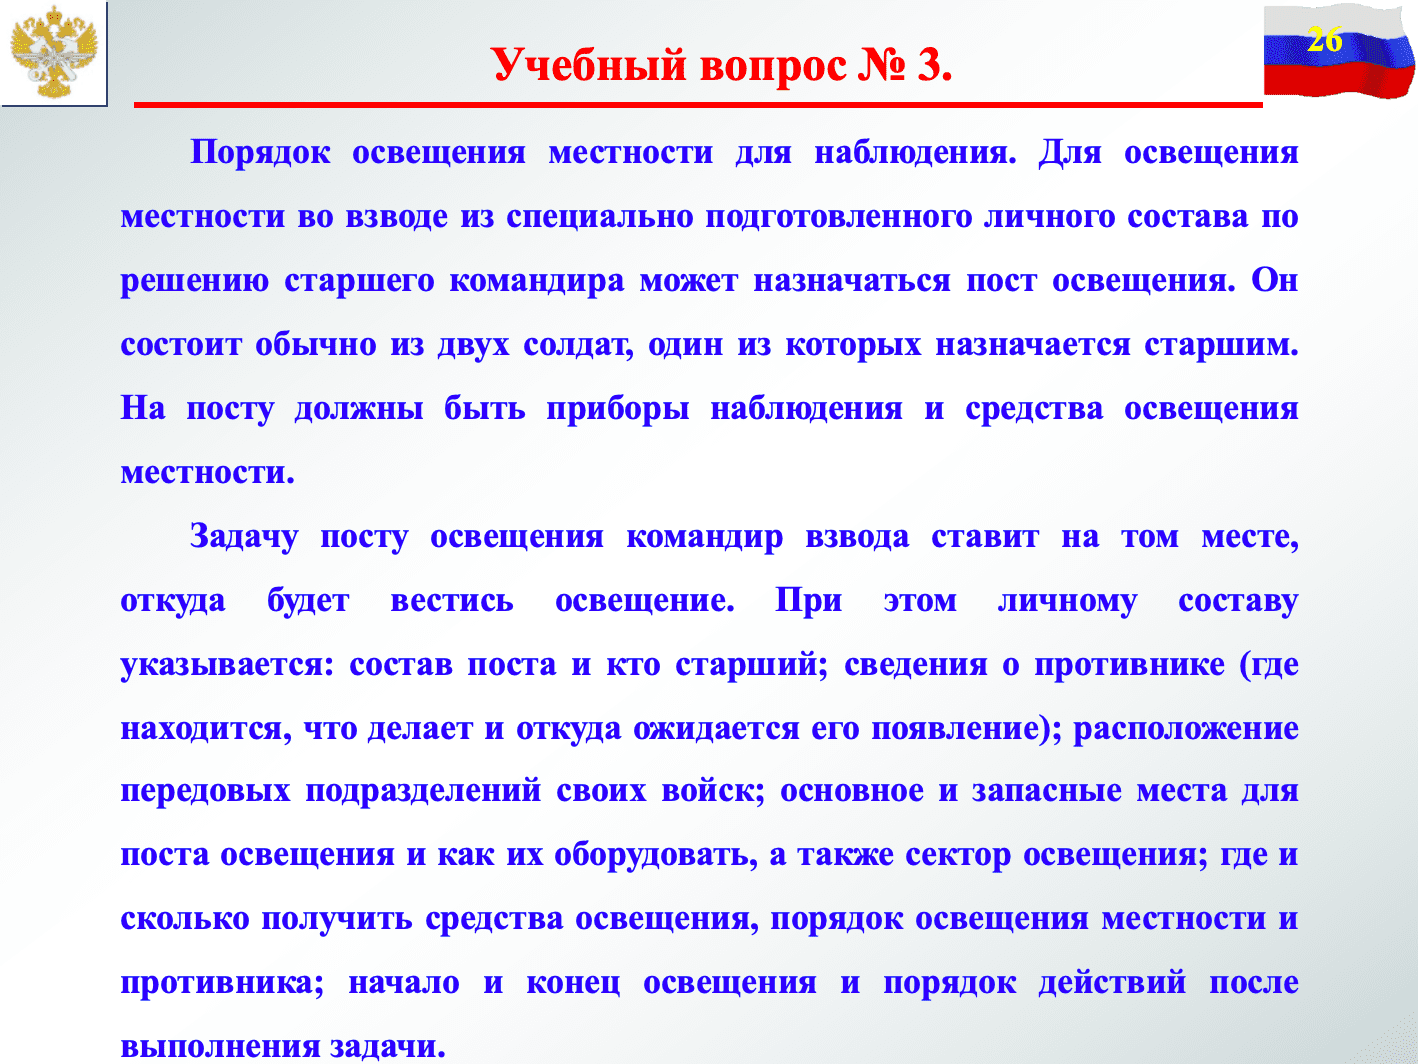 26
Учебный вопрос № 3.
Порядок освещения местности для наблюдения. Для освещения
местности во взводе из специально подготовленного личного состава по
решению старшего командира может назначаться пост освещения. Он
состоит обычно из двух солдат, один из которых назначается старшим.
На посту должны быть приборы наблюдения и средства освещения
местности.
Задачу посту освещения командир взвода ставит на том месте,
откуда будет вестись освещение. При этом личному составу
указывается: состав поста и кто старший; сведения о противнике (где
находится, что делает и откуда ожидается его появление); расположение
передовых подразделений своих войск; основное и запасные места для
поста освещения и как их оборудовать, а также сектор освещения; где и
сколько получить средства освещения, порядок освещения местности и
противника; начало и конец освещения и порядок действий после
выполнения задачи.